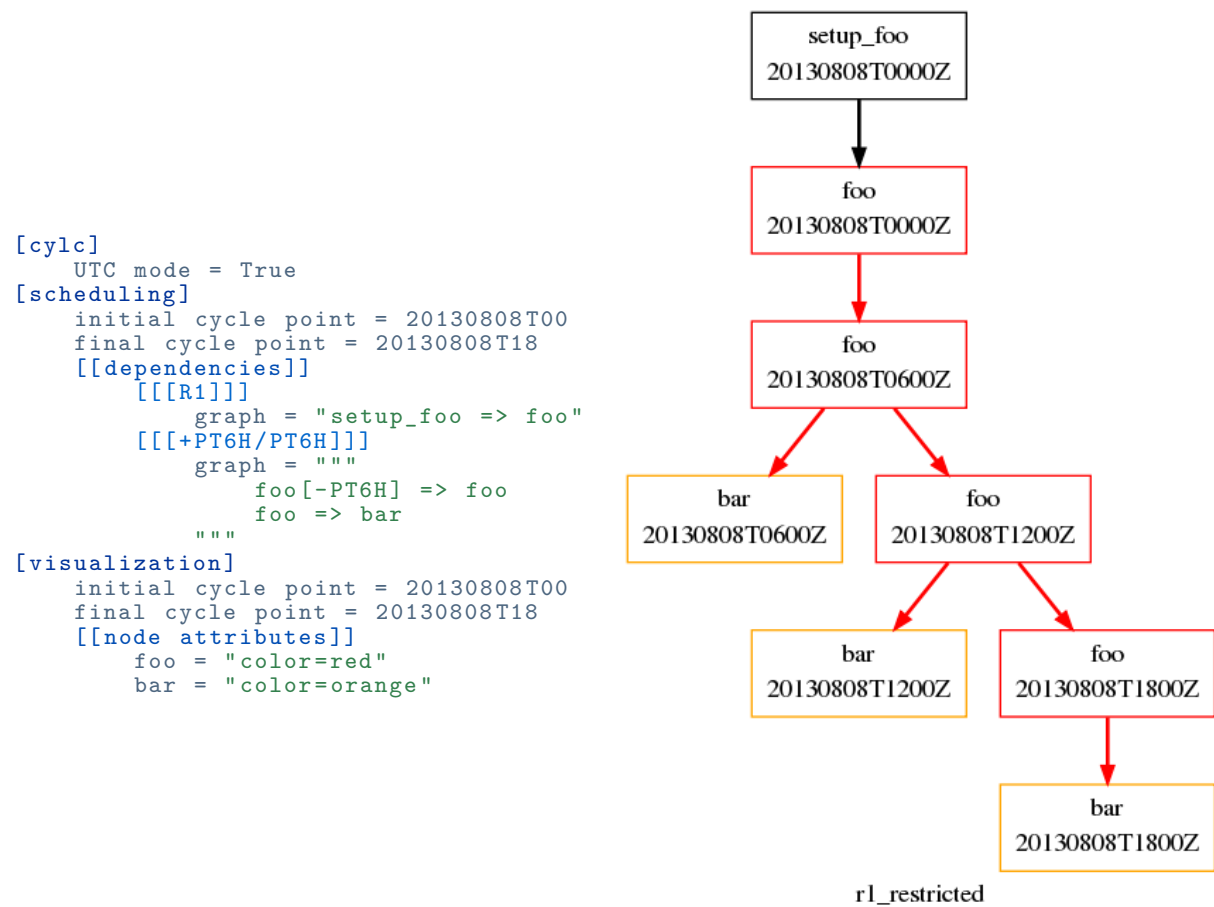 [cylc]
    UTC mode = True
[scheduling]
    initial cycle point = 20130808T00
    final cycle point = 20130808T18
    [[dependencies]]
        [[[R1]]]
            graph = "setup_foo => foo"
        [[[+PT6H/PT6H]]]
            graph = """
                foo[-PT6H] => foo
                foo => bar
            """
[visualization]
    initial cycle point = 20130808T00
    final cycle point = 20130808T18
    [[node attributes]]
        foo = "color=red"
        bar = "color=orange"
setup_foo
20130808T0000Z
foo
20130808T0000Z
foo
20130808T0600Z
bar
20130808T0600Z
foo
20130808T1200Z
bar
20130808T1200Z
foo
20130808T1800Z
bar
20130808T1800Z
r1_restricted